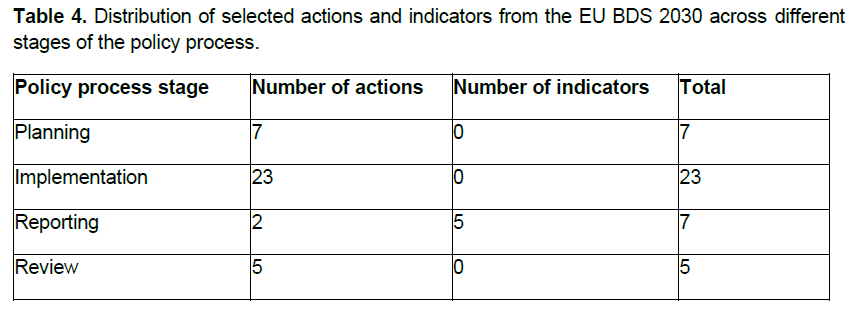 Table 4. Distribution of selected actions and indicators from the EU BDS 2030 across different
stages of the policy process.
Policy process stage Number of actions Number of indicators Total
Planning 7 0 7
Implementation 23 0 23
Reporting 2 5 7
Review 5 0 5